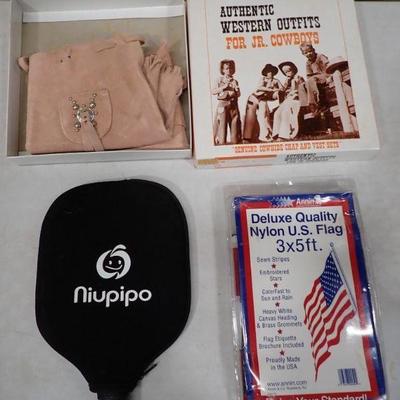 AUTHENTIC
WESTERN OUTFITS
FOR JR. COWBOYS
"GENUINE COWHIDE CHAP AND VEST SETS"
Niupipo
Annin
Deluxe Quality
Nylon U.S. Flag
3x5ft.
Sewn Stripes
Embroidered
Stars
Colorfast to
Sun and Rain
Heavy White
Canvas Heading
& Brass Grommets
Flag Etiquette
Brochure Included
Proudly Made
in the USA
www.annin.com
Your Standard!